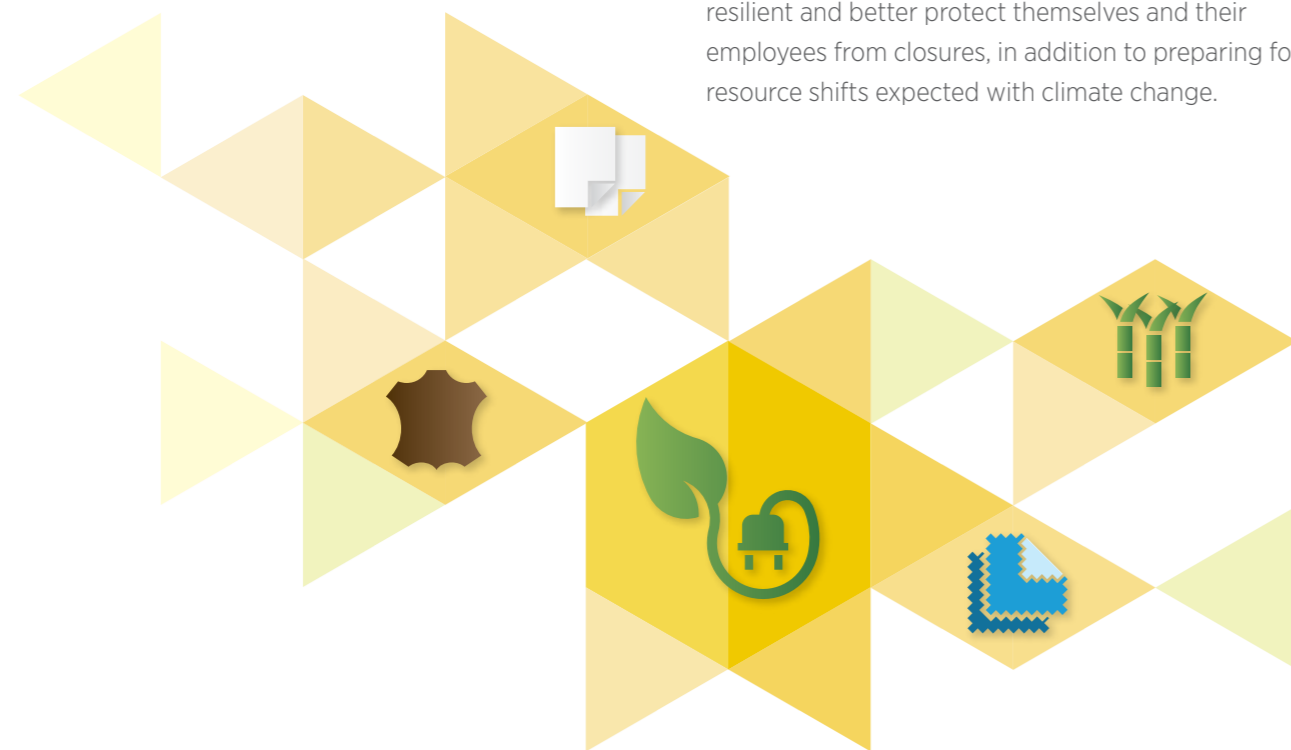 resilient and better protect themselves and their
employees from closures, in addition to preparing fo
resource shifts expected with climate change.